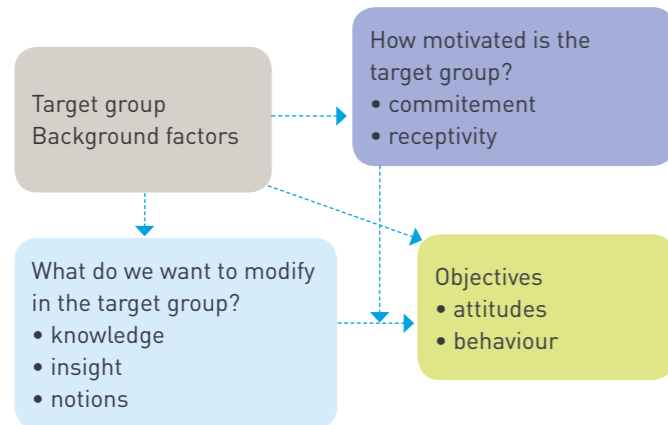 Target group
Background factors
How motivated is the
target group?
• commitement
• receptivity
What do we want to modify
in the target group?
• knowledge
• insight
• notions
Objectives
• attitudes
• behaviour